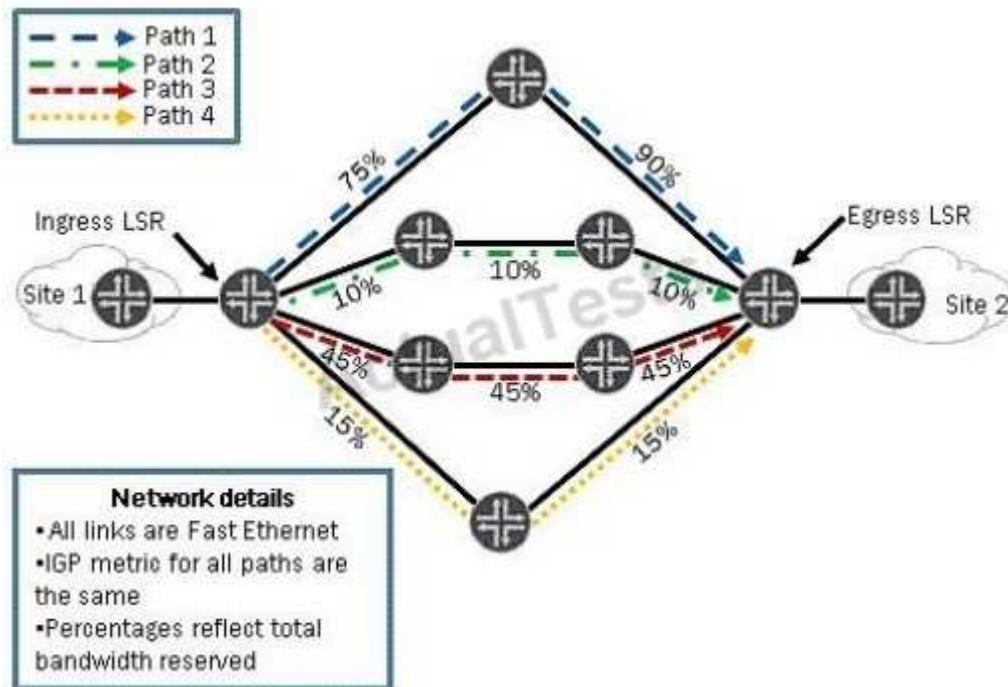 Path 1
Path 2
Path 3
Path 4
75%
90%
Ingress LSR
Egress LSR
Site 1
Site 2
10%
10%
10%
45%
45%
45%
15%
15%
Network details
•All links are Fast Ethernet
•IGP metric for all paths are
the same
•Percentages reflect total
bandwidth reserved